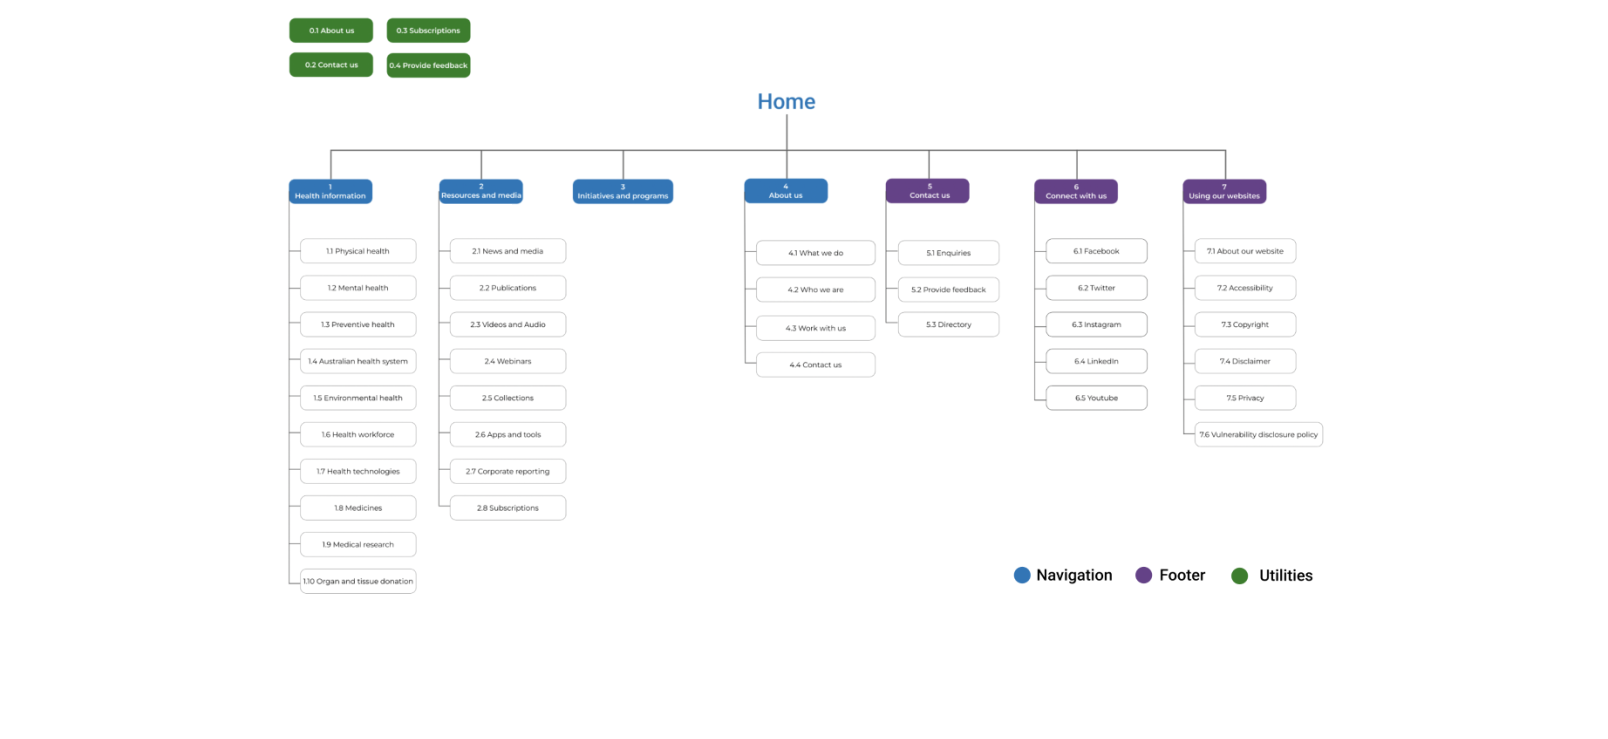 0.1 About us
0.3 Subscriptions
0.2 Contact us
0.4 Provide feedback
Home
1
Health information
1.1 Physical health
1.2 Mental health
1.3 Preventive health
1.4 Australian health system
1.5 Environmental health
1.6 Health workforce
1.7 Health technologies
1.8 Medicines
1.9 Medical research
1.10 Organ and tissue donation
2
Resources and media
2.1 News and media
2.2 Publications
2.3 Videos and Audio
2.4 Webinars
2.5 Collections
2.6 Apps and tools
2.7 Corporate reporting
2.8 Subscriptions
3
Initiatives and programs
4
About us
4.1 What we do
4.2 Who we are
4.3 Work with us
4.4 Contact us
5
Contact us
5.1 Enquiries
5.2 Provide feedback
5.3 Directory
6
Connect with us
6.1 Facebook
6.2 Twitter
6.3 Instagram
6.4 LinkedIn
6.5 Youtube
7
Using our websites
7.1 About our website
7.2 Accessibility
7.3 Copyright
7.4 Disclaimer
7.5 Privacy
7.6 Vulnerability disclosure policy
Navigation
Footer
Utilities